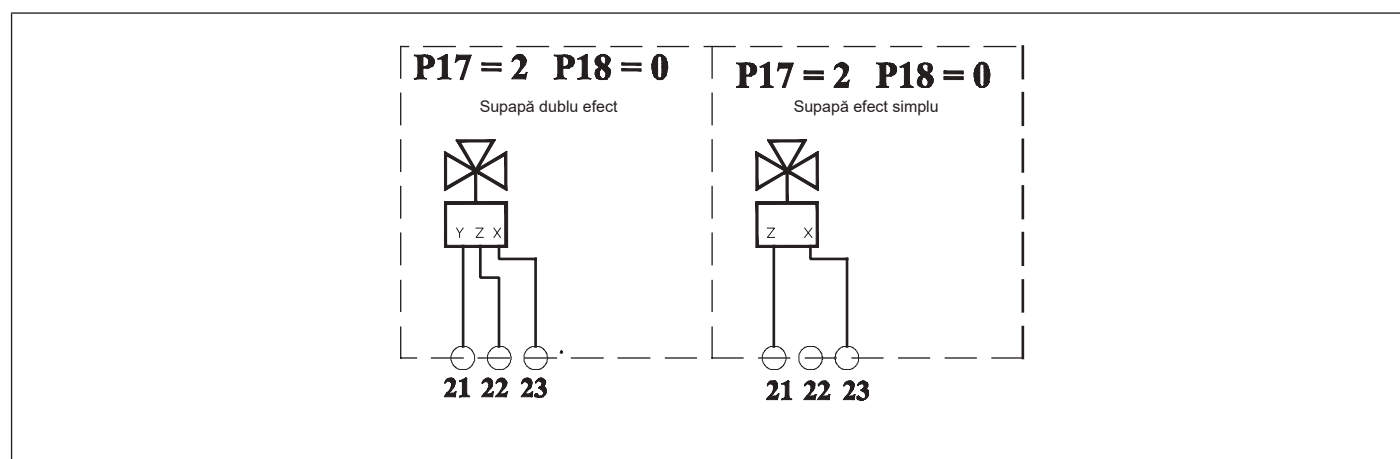 P17 = 2 P18 = 0
Supapă dublu efect
Y Z X
21 22 23
P17 = 2 P18 = 0
Supapă efect simplu
Z X
21 22 23